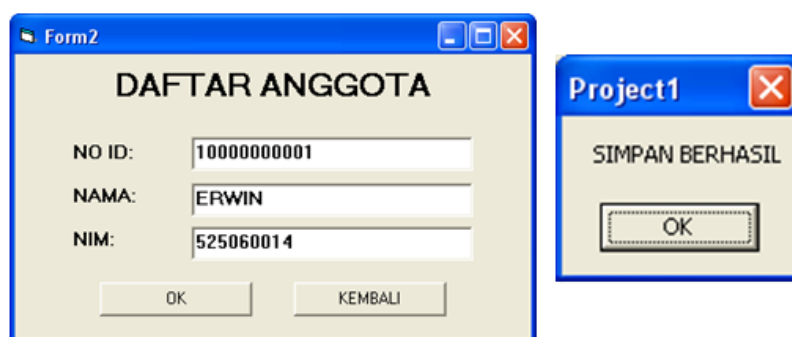 Form2
DAFTAR ANGGOTA
NO ID: 10000000001
NAMA: ERWIN
NIM: 525060014
OK KEMBALI
Project1
SIMPAN BERHASIL
OK